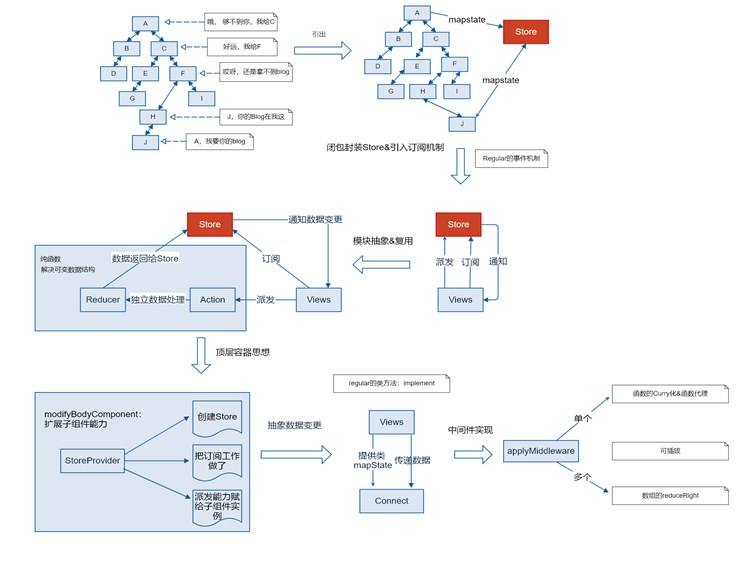 A
哦， 够不到你，我给C
B
C
好远，我给F
D
E
F
哎呀，还是拿不到blog
G
I
H
J，你的Blog在我这
J
A，我要你的blog
引出
A
mapstate
Store
B
C
D
E
F
mapstate
G
H
I
J
闭包封装Store&引入订阅机制
Regular的事件机制
Store
通知数据变更
纯函数
解决可变数据结构
数据返回给Store
订阅
Reducer
独立数据处理
Action
派发
Views
模块抽象&复用
Store
派发
订阅
通知
Views
顶层容器思想
modifyBodyComponent：
扩展子组件能力
StoreProvider
创建Store
把订阅工作
做了
派发能力赋
给子组件实
例
抽象数据变更
regular的类方法：implement
Views
提供类
mapState
传递数据
Connect
中间件实现
applyMiddleware
单个
多个
函数的Curry化&函数代理
可插拔
数组的reduceRight